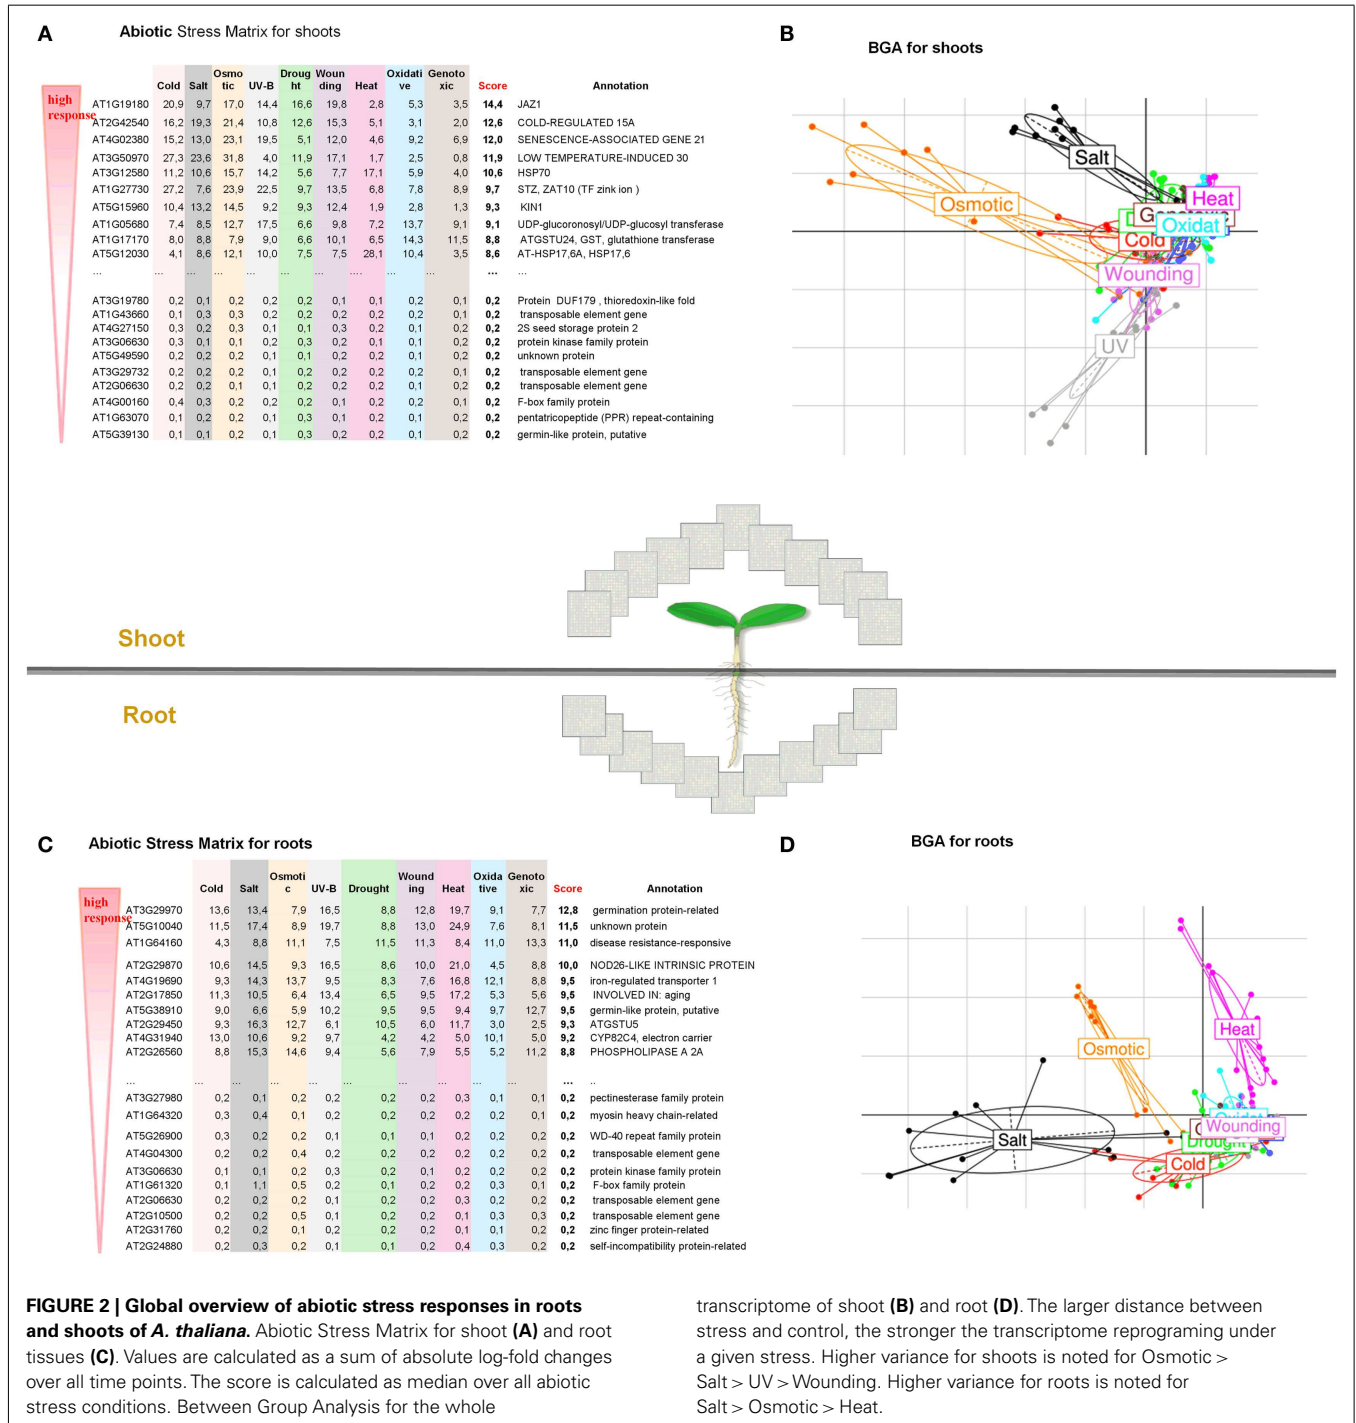 A
Abiotic Stress Matrix for shoots
Cold Salt Osmotic UV-B Drought Wounding Heat Oxidative Genotoxic Score Annotation
high response
AT1G19180 20,9 9,7 17,0 14,4 16,6 19,8 2,8 5,3 3,5 14,4 JAZ1
AT2G42540 16,2 19,3 21,4 10,8 12,6 15,3 5,1 3,1 2,0 12,6 COLD-REGULATED 15A
AT4G02380 15,2 13,0 23,1 19,5 5,1 12,0 4,6 9,2 6,9 12,0 SENESCENCE-ASSOCIATED GENE 21
AT3G50970 27,3 23,6 31,8 4,0 11,9 17,1 1,7 2,5 0,8 11,9 LOW TEMPERATURE-INDUCED 30
AT3G12580 11,2 10,6 15,7 14,2 5,6 7,7 17,1 5,9 4,0 10,6 HSP70
AT1G27730 27,2 7,6 23,9 22,5 9,7 13,5 6,8 7,8 8,9 9,7 STZ, ZAT10 (TF zink ion )
AT5G15960 10,4 13,2 14,5 9,2 9,3 12,4 1,9 2,8 1,3 9,3 KIN1
AT1G05680 7,4 8,5 12,7 17,5 6,6 9,8 7,2 13,7 9,1 9,1 UDP-glucoronosyl/UDP-glucosyl transferase
AT1G17170 8,0 8,8 7,9 9,0 6,6 10,1 6,5 14,3 11,5 8,8 ATGSTU24, GST, glutathione transferase
AT5G12030 4,1 8,6 12,1 10,0 7,5 7,5 28,1 10,4 3,5 8,6 AT-HSP17,6A, HSP17,6
... ... ... ... ... ... ... .... ... ... ... ...
AT3G19780 0,2 0,1 0,2 0,2 0,2 0,1 0,1 0,2 0,1 0,2 Protein DUF179 , thioredoxin-like fold
AT1G43660 0,1 0,3 0,3 0,2 0,2 0,2 0,2 0,2 0,1 0,2 transposable element gene
AT4G27150 0,3 0,2 0,3 0,1 0,1 0,3 0,2 0,1 0,2 0,2 2S seed storage protein 2
AT3G06630 0,3 0,1 0,1 0,2 0,3 0,2 0,1 0,1 0,2 0,2 protein kinase family protein
AT5G49590 0,2 0,2 0,2 0,1 0,1 0,2 0,2 0,1 0,2 0,2 unknown protein
AT3G29732 0,2 0,2 0,2 0,1 0,2 0,2 0,2 0,2 0,1 0,2 transposable element gene
AT2G06630 0,2 0,2 0,1 0,1 0,2 0,2 0,2 0,1 0,2 0,2 transposable element gene
AT4G00160 0,4 0,3 0,2 0,2 0,2 0,1 0,2 0,2 0,1 0,2 F-box family protein
AT1G63070 0,1 0,2 0,2 0,1 0,3 0,1 0,2 0,1 0,2 0,2 pentatricopeptide (PPR) repeat-containing
AT5G39130 0,1 0,1 0,2 0,1 0,3 0,2 0,2 0,1 0,2 0,2 germin-like protein, putative
B
BGA for shoots
Salt
Osmotic
Heat
Oxidat
Cold
Wounding
UV
Shoot
Root
C
Abiotic Stress Matrix for roots
Cold Salt Osmotic UV-B Drought Wounding Heat Oxidative Genotoxic Score Annotation
high response
AT3G29970 13,6 13,4 7,9 16,5 8,8 12,8 19,7 9,1 7,7 12,8 germination protein-related
AT5G10040 11,5 17,4 8,9 19,7 8,8 13,0 24,9 7,6 8,1 11,5 unknown protein
AT1G64160 4,3 8,8 11,1 7,5 11,5 11,3 8,4 11,0 13,3 11,0 disease resistance-responsive
AT2G29870 10,6 14,5 9,3 16,5 8,6 10,0 21,0 4,5 8,8 10,0 NOD26-LIKE INTRINSIC PROTEIN
AT4G19690 9,3 14,3 13,7 9,5 8,3 7,6 16,8 12,1 8,8 9,5 iron-regulated transporter 1
AT2G17850 11,3 10,5 6,4 13,4 6,5 9,5 17,2 5,3 5,6 9,5 INVOLVED IN: aging
AT5G38910 9,0 6,6 5,9 10,2 9,5 9,5 9,4 9,7 12,7 9,5 germin-like protein, putative
AT2G29450 9,3 16,3 12,7 6,1 10,5 6,0 11,7 3,0 2,5 9,3 ATGSTU5
AT4G31940 13,0 10,6 9,2 9,7 4,2 4,2 5,0 10,1 5,0 9,2 CYP82C4, electron carrier
AT2G26560 8,8 15,3 14,6 9,4 5,6 7,9 5,5 5,2 11,2 8,8 PHOSPHOLIPASE A 2A
... ... ... ... ... ... ... ... ... ... ... ..
AT3G27980 0,2 0,1 0,2 0,2 0,2 0,2 0,3 0,1 0,1 0,2 pectinesterase family protein
AT1G64320 0,3 0,4 0,1 0,2 0,2 0,2 0,2 0,2 0,1 0,2 myosin heavy chain-related
AT5G26900 0,3 0,2 0,2 0,1 0,1 0,1 0,2 0,2 0,2 0,2 WD-40 repeat family protein
AT4G04300 0,2 0,2 0,4 0,2 0,2 0,2 0,2 0,2 0,2 0,2 transposable element gene
AT3G06630 0,1 0,1 0,2 0,3 0,2 0,1 0,2 0,2 0,2 0,2 protein kinase family protein
AT1G61320 0,1 1,1 0,5 0,2 0,1 0,2 0,2 0,3 0,1 0,2 F-box family protein
AT2G06630 0,2 0,2 0,2 0,1 0,2 0,2 0,3 0,2 0,2 0,2 transposable element gene
AT2G10500 0,2 0,2 0,5 0,1 0,2 0,2 0,1 0,3 0,3 0,2 transposable element gene
AT2G31760 0,2 0,2 0,1 0,2 0,2 0,2 0,1 0,1 0,2 0,2 zinc finger protein-related
AT2G24880 0,2 0,3 0,2 0,1 0,1 0,2 0,4 0,3 0,2 0,2 self-incompatibility protein-related
D
BGA for roots
Heat
Osmotic
Oxidat
Wounding
Salt
Drought
Cold
FIGURE 2 | Global overview of abiotic stress responses in roots
and shoots of A. thaliana. Abiotic Stress Matrix for shoot (A) and root
tissues (C). Values are calculated as a sum of absolute log-fold changes
over all time points. The score is calculated as median over all abiotic
stress conditions. Between Group Analysis for the whole
transcriptome of shoot (B) and root (D). The larger distance between
stress and control, the stronger the transcriptome reprograming under
a given stress. Higher variance for shoots is noted for Osmotic >
Salt > UV > Wounding. Higher variance for roots is noted for
Salt > Osmotic > Heat.